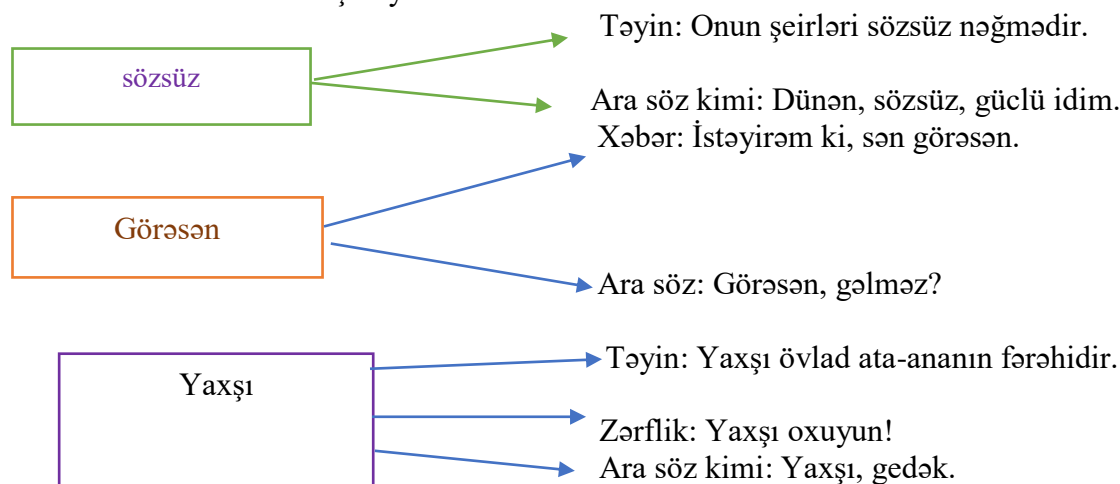 Təyin: Onun şeirləri sözsüz nəğmədir.
sözsüz
Ara söz kimi: Dünən, sözsüz, güclü idim.
Xəbər: İstəyirəm ki, sən görəsən.
Görəsən
Ara söz: Görəsən, gəlməz?
Təyin: Yaxşı övlad ata-ananın fərəhidir.
Yaxşı
Zərflik: Yaxşı oxuyun!
Ara söz kimi: Yaxşı, gedək.